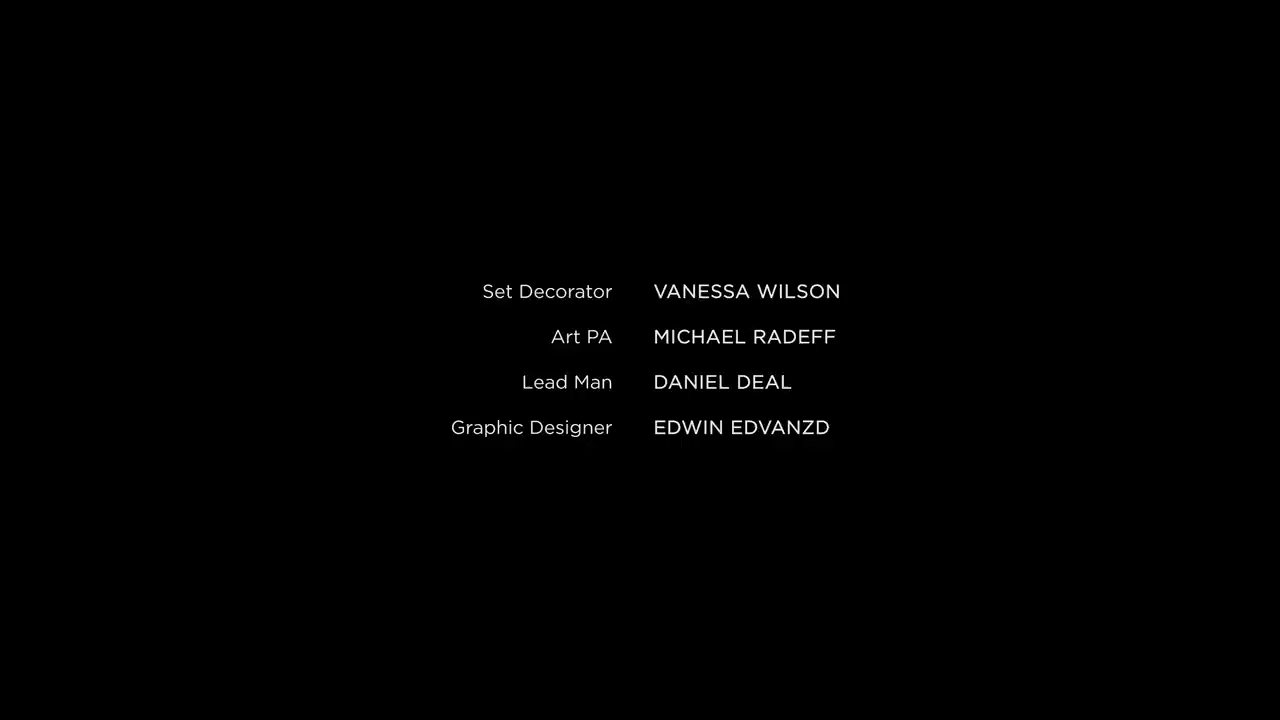 Set Decorator VANESSA WILSON
Art PA MICHAEL RADEFF
Lead Man DANIEL DEAL
Graphic Designer EDWIN EDVANZD